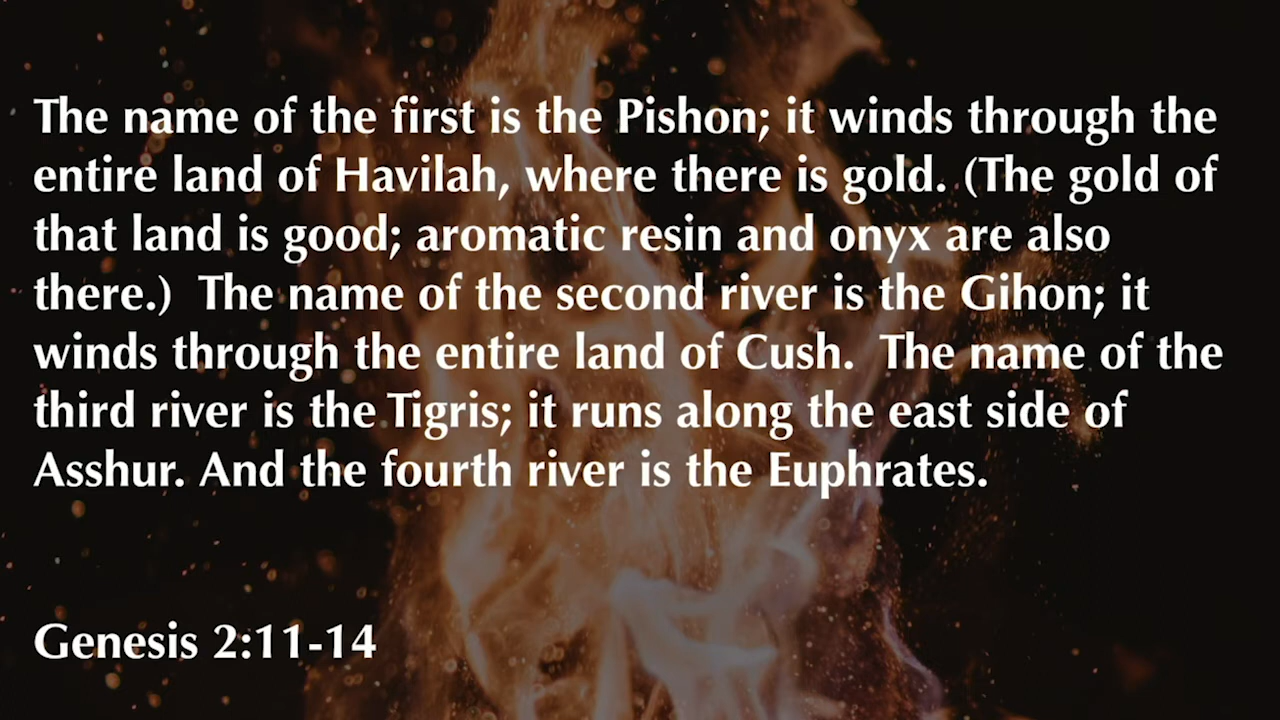 The name of the first is the Pishon; it winds through the
entire land of Havilah, where there is gold. (The gold of
that land is good; aromatic resin and onyx are also
there.)  The name of the second river is the Gihon; it
winds through the entire land of Cush.  The name of the
third river is the Tigris; it runs along the east side of
Asshur. And the fourth river is the Euphrates.
Genesis 2:11-14